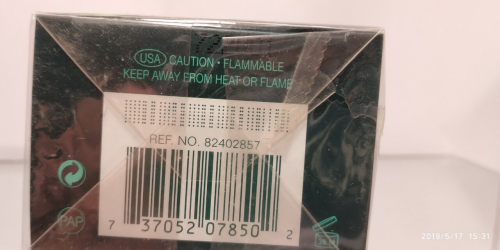 USA CAUTION • FLAMMABLE
KEEP AWAY FROM HEAT OR FLAME
REF. NO. 82402857
7 37052 07850 2
PAP
2019/5/17 15:31